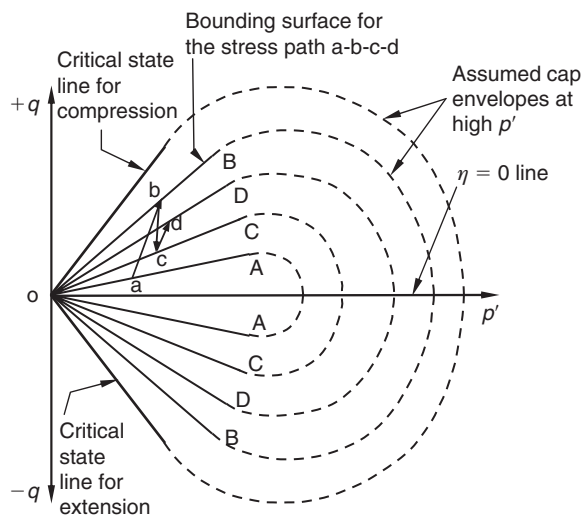 Bounding surface for
the stress path a-b-c-d
Critical state
line for
compression
Assumed cap
envelopes at
high p′
+q
η = 0 line
B
b
D
d
C
c
A
a
o
p′
A
C
D
B
Critical
state
line for
extension
−q